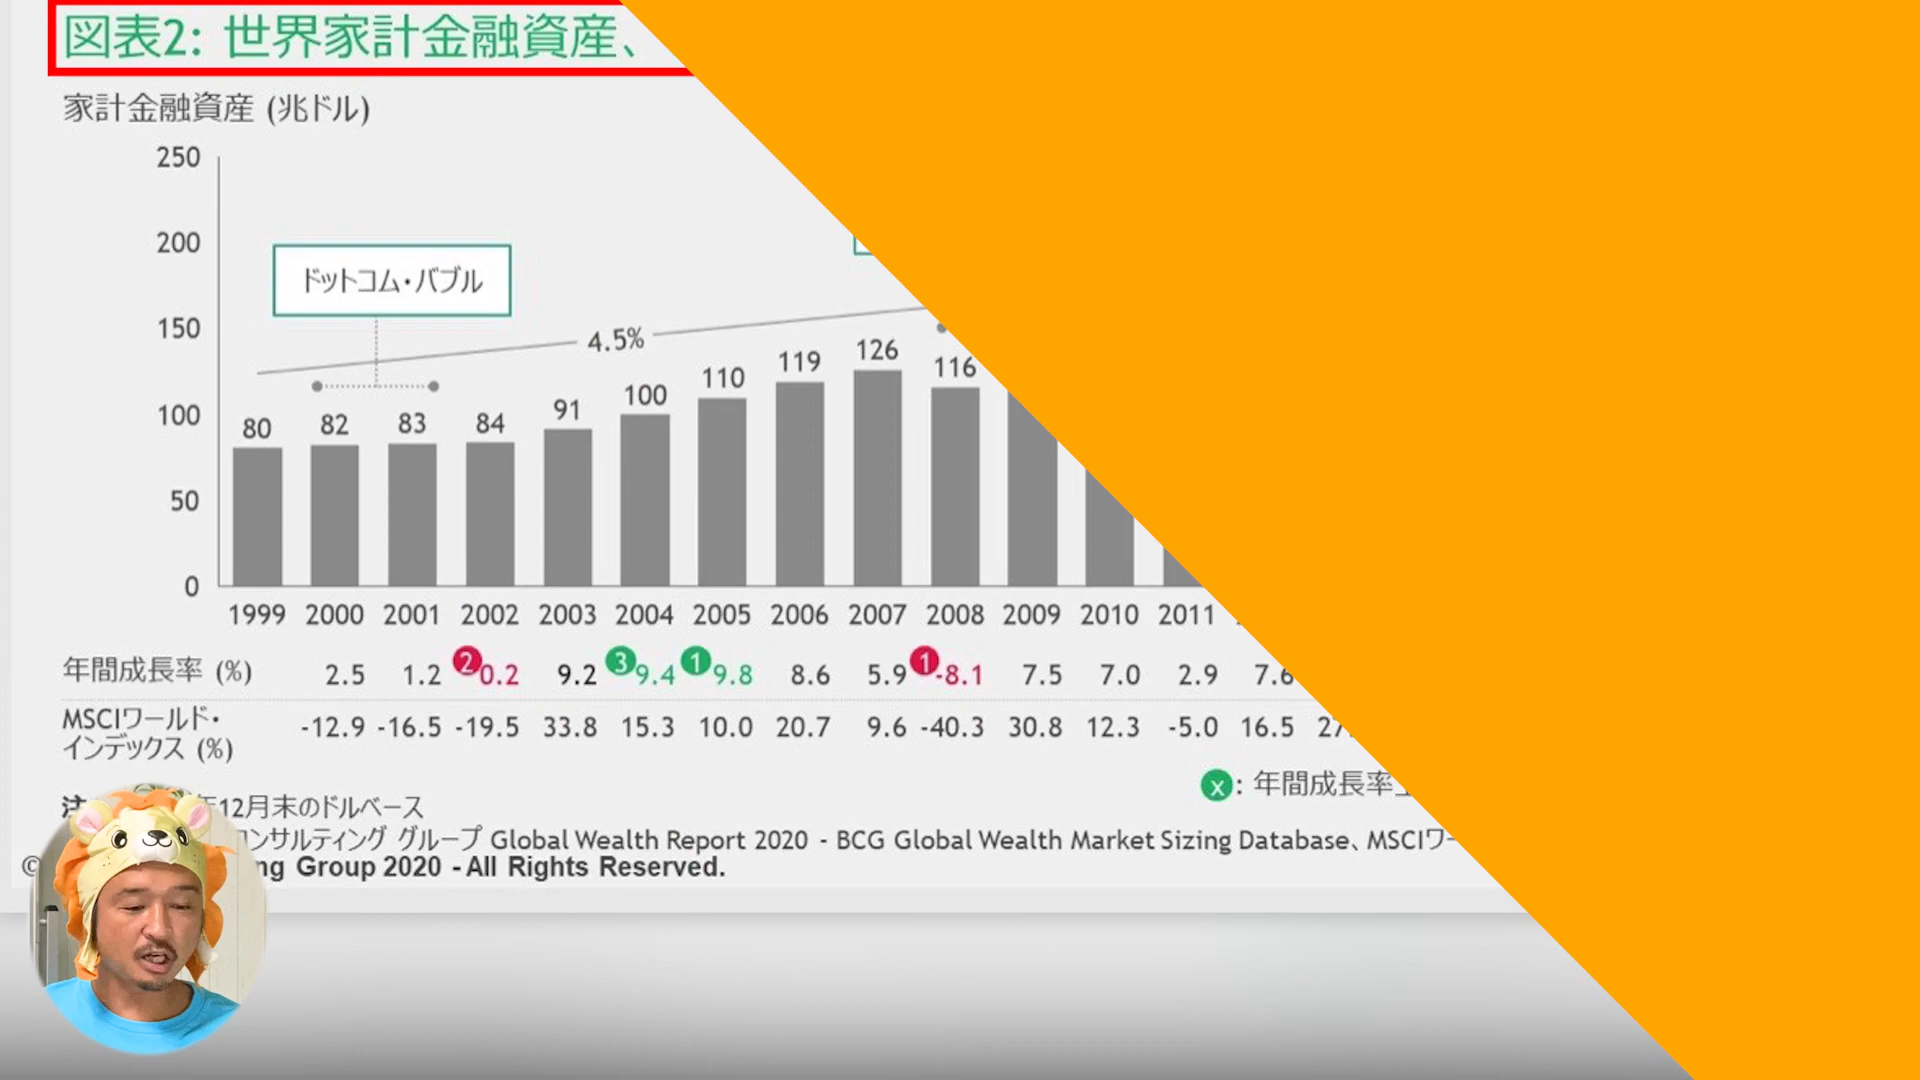 図表2: 世界家計金融資産、
家計金融資産 (兆ドル)
250
200
150
100
50
0
ドットコム・バブル
4.5%
80 82 83 84 91 100 110 119 126 116
1999 2000 2001 2002 2003 2004 2005 2006 2007 2008 2009 2010 2011
年間成長率 (%) 2.5 1.2 2 0.2 9.2 3 9.4 1 9.8 8.6 5.9 1 -8.1 7.5 7.0 2.9 7.6
MSCIワールド・
インデックス (%) -12.9 -16.5 -19.5 33.8 15.3 10.0 20.7 9.6 -40.3 30.8 12.3 -5.0 16.5
x : 年間成長率
12月末のドルベース
コンサルティング グループ Global Wealth Report 2020 - BCG Global Wealth Market Sizing Database、MSCIワー
Group 2020 - All Rights Reserved.